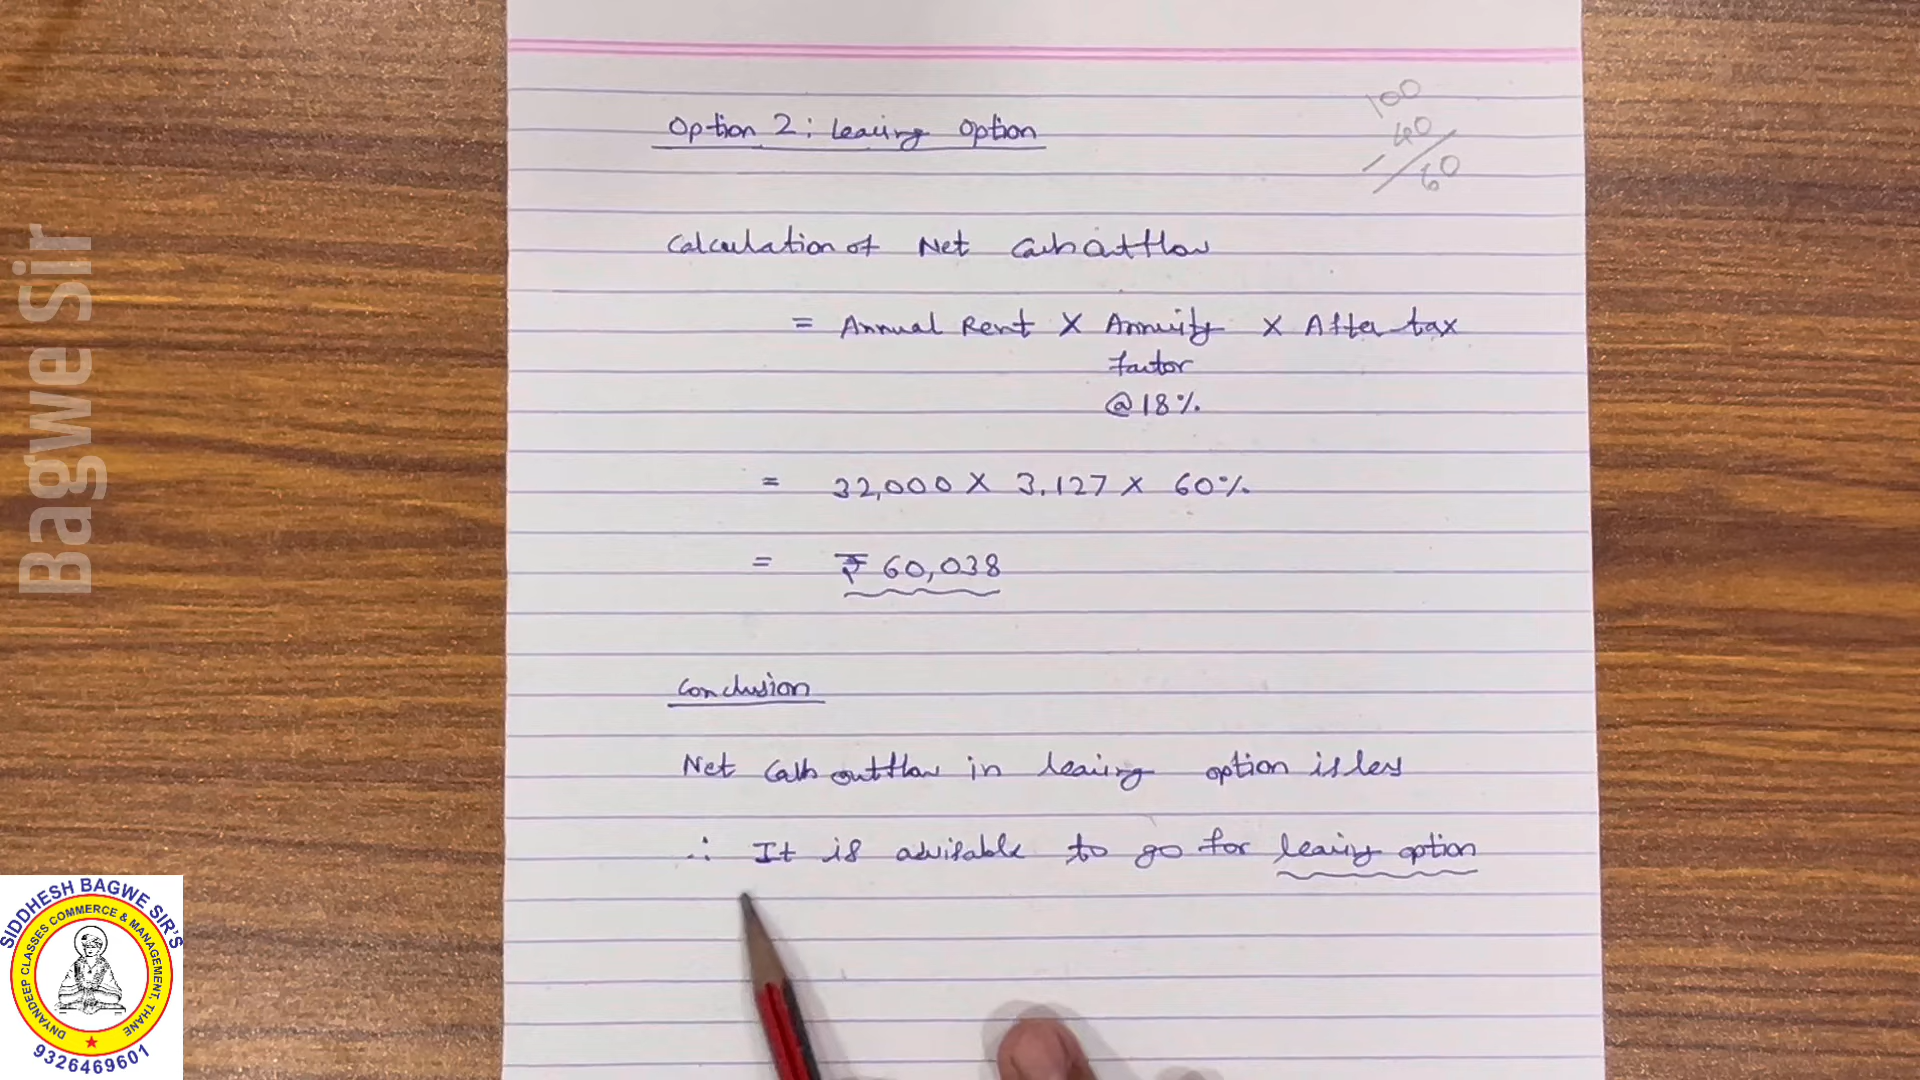 100
40
60
Option 2: Leasing Option
Calculation of Net Cash Outflow
= Annual Rent X Annuity X After tax
factor
@18%
= 32,000 X 3.127 X 60%
= ₹ 60,038
Conclusion
Net Cash outflow in leasing option is less
∴ It is advisable to go for leasing option
Bagwe Sir
SIDDHESH BAGWE SIR'S
DNYANDEEP CLASSES COMMERCE & MANAGEMENT, THANE
9326469601